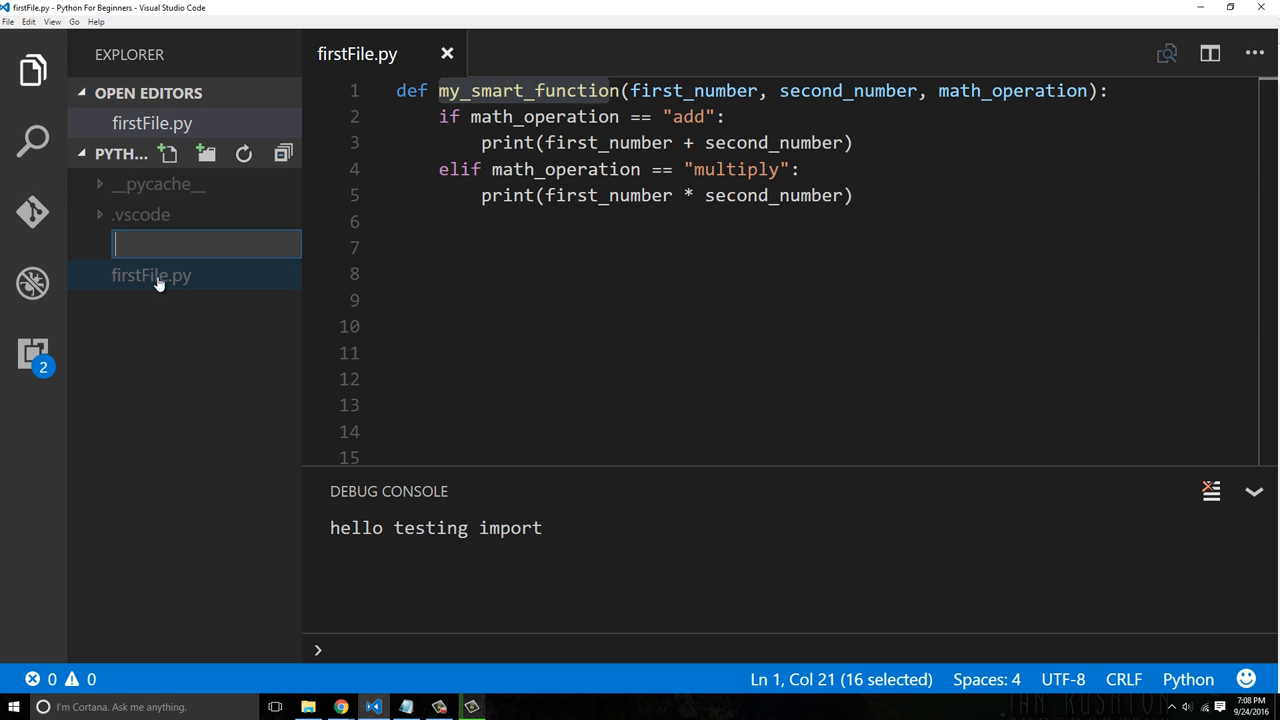 firstFile.py - Python For Beginners - Visual Studio Code
File Edit View Go Help
EXPLORER
OPEN EDITORS
firstFile.py
PYTH...
__pycache__
.vscode
firstFile.py
2
firstFile.py
1 def my_smart_function(first_number, second_number, math_operation):
2 if math_operation == "add":
3 print(first_number + second_number)
4 elif math_operation == "multiply":
5 print(first_number * second_number)
6
7
8
9
10
11
12
13
14
15
DEBUG CONSOLE
hello testing import
0 0 Ln 1, Col 21 (16 selected) Spaces: 4 UTF-8 CRLF Python
I'm Cortana. Ask me anything.
7:08 PM
9/24/2016